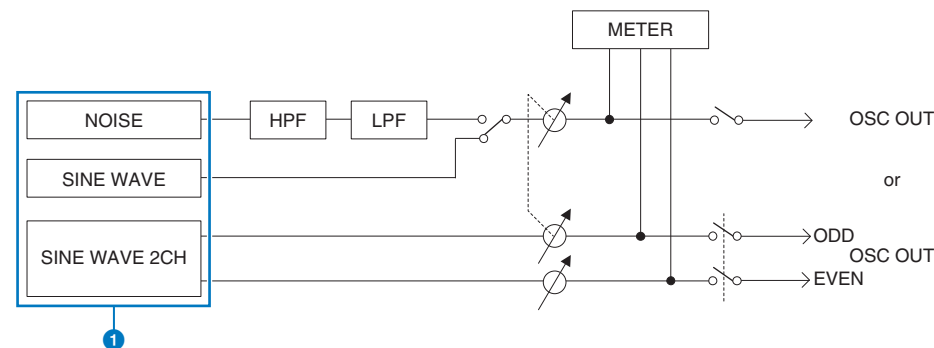 METER
NOISE
HPF
LPF
OSC OUT
SINE WAVE
or
SINE WAVE 2CH
ODD
OSC OUT
EVEN
1